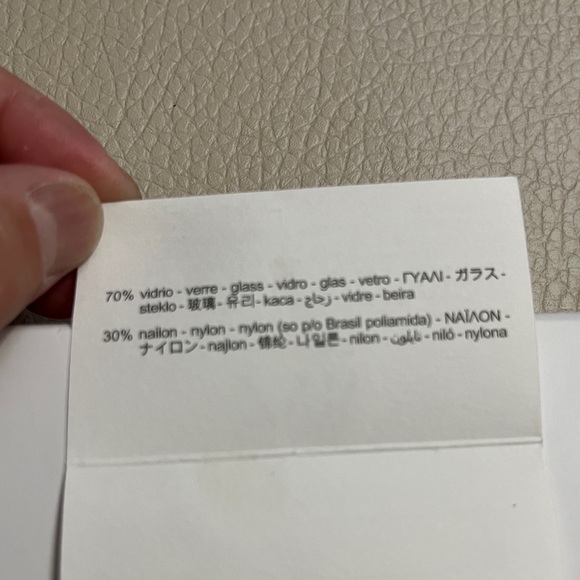 70% vidrio - verre - glass - vidro - glas - vetro - ΓΥΑΛΙ - ガラス -
steklo - 玻璃 - 유리 - kaca - زجاج - vidre - beira
30% nailon - nylon - nylon (so p/o Brasil poliamida) - ΝΑΪΛΟΝ -
ナイロン - najlon - 锦纶 - 나일론 - nilon - نايلون - niló - nylona